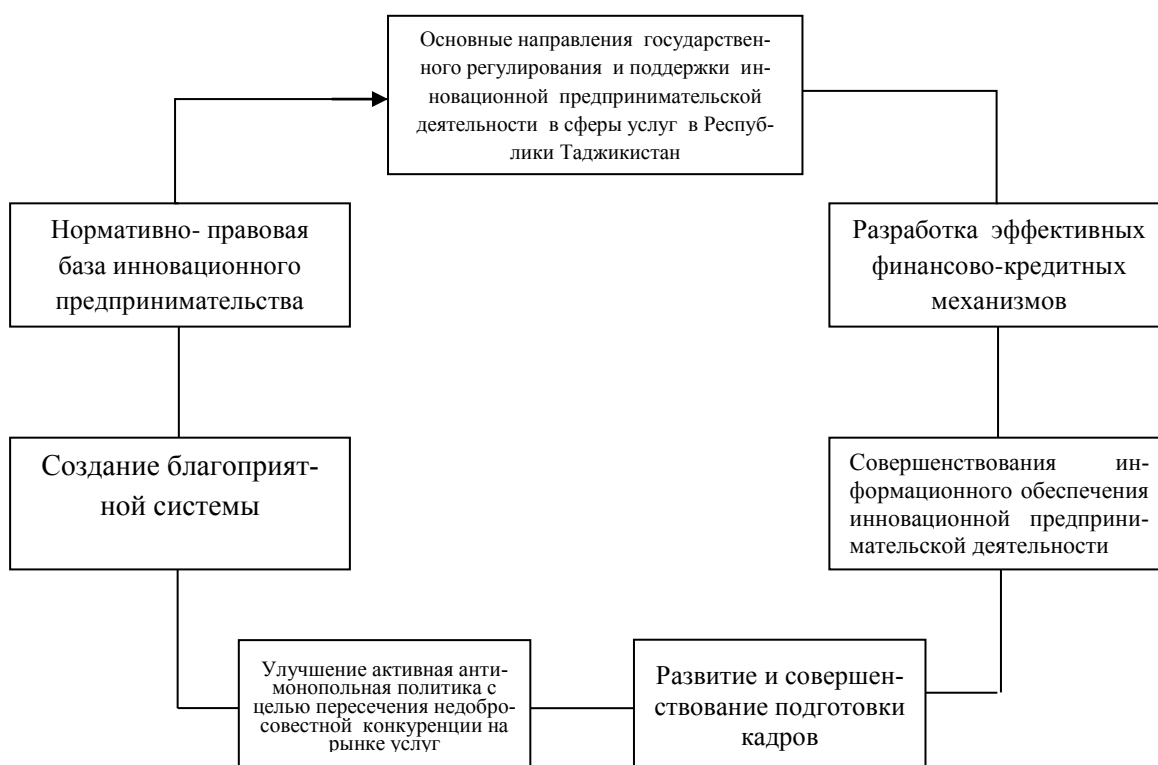 Основные направления государствен-
ного регулирования и поддержки ин-
новационной предпринимательской
деятельности в сферы услуг в Респуб-
лики Таджикистан
Нормативно- правовая
база инновационного
предпринимательства
Разработка эффективных
финансово-кредитных
механизмов
Создание благоприят-
ной системы
Совершенствования ин-
формационного обеспечения
инновационной предприни-
мательской деятельности
Улучшение активная анти-
монопольная политика с
целью пересечения недобро-
совестной конкуренции на
рынке услуг
Развитие и совершен-
ствование подготовки
кадров